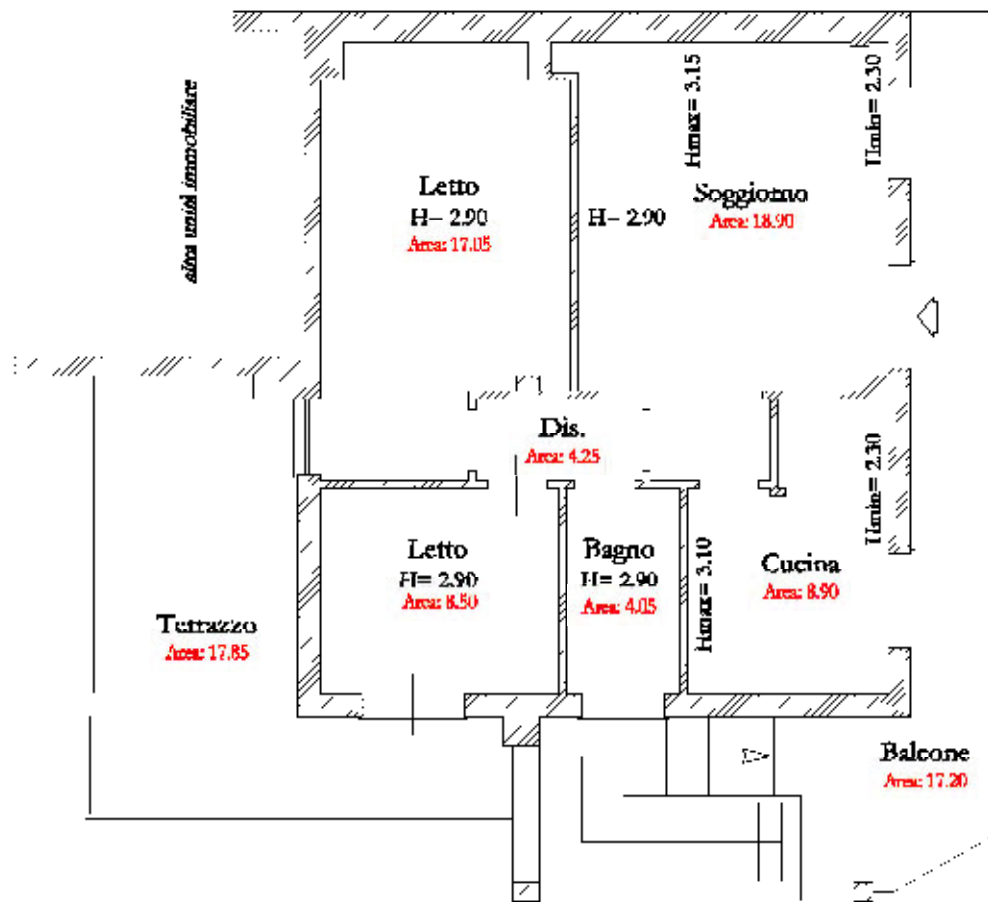 altra unità immobiliare
Letto
H= 2.90
Area: 17.05
H= 2.90
Hmax= 3.15
Hmin= 2.30
Soggiorno
Area: 18.90
Dis.
Area: 4.25
Letto
H= 2.90
Area: 8.50
Bagno
H= 2.90
Area: 4.05
Hmax= 3.10
Cucina
Area: 8.90
Hmin= 2.30
Terrazzo
Area: 17.85
Balcone
Area: 17.20